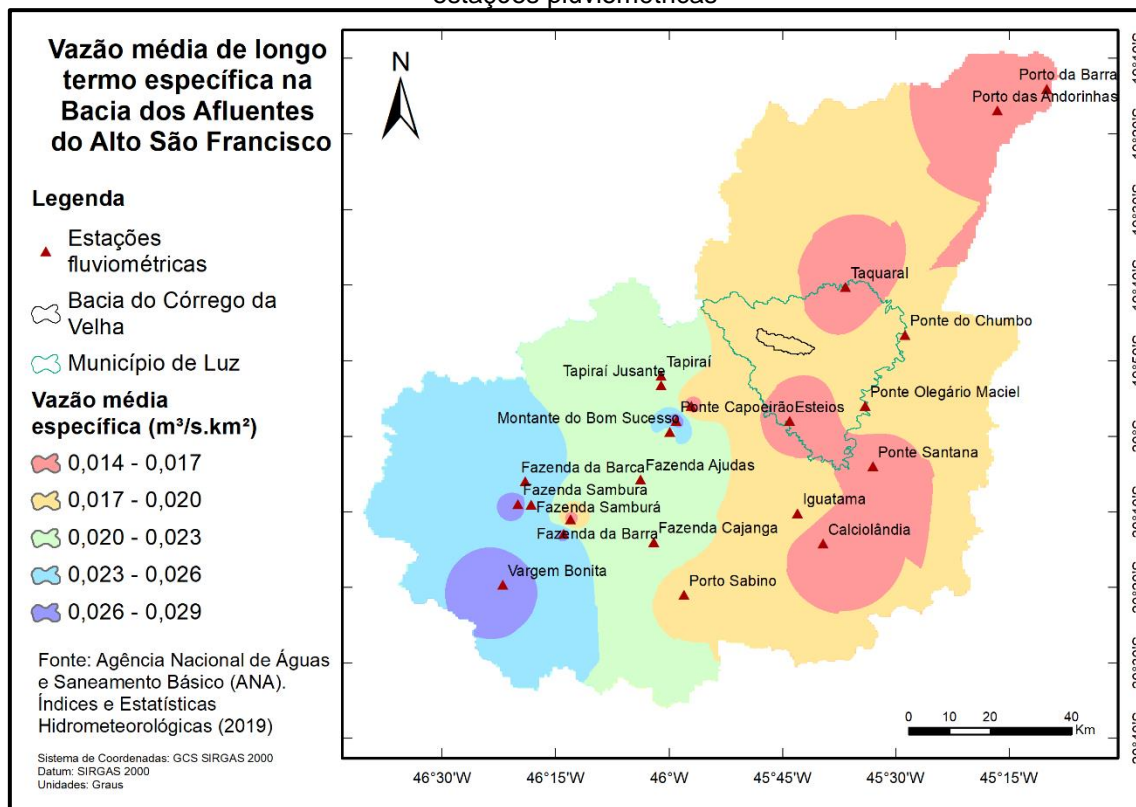 estações pluviométricas
Vazão média de longo
termo específica na
Bacia dos Afluentes
do Alto São Francisco
Legenda
Estações
fluviométricas
Bacia do Córrego da
Velha
Município de Luz
Vazão média
específica (m³/s.km²)
0,014 - 0,017
0,017 - 0,020
0,020 - 0,023
0,023 - 0,026
0,026 - 0,029
Fonte: Agência Nacional de Águas
e Saneamento Básico (ANA).
Índices e Estatísticas
Hidrometeorológicas (2019)
Sistema de Coordenadas: GCS SIRGAS 2000
Datum: SIRGAS 2000
Unidades: Graus
N
Porto da Barra
Porto das Andorinhas
Taquaral
Ponte do Chumbo
Tapiraí
Tapiraí Jusante
Ponte Olegário Maciel
Ponte Capoeirão
Esteios
Montante do Bom Sucesso
Ponte Santana
Fazenda da Barca
Fazenda Ajudas
Fazenda Sambura
Iguatama
Fazenda Samburá
Fazenda Cajanga
Calciolândia
Fazenda da Barra
Vargem Bonita
Porto Sabino
0 10 20 40
Km
46°30'W 46°15'W 46°W 45°45'W 45°30'W 45°15'W